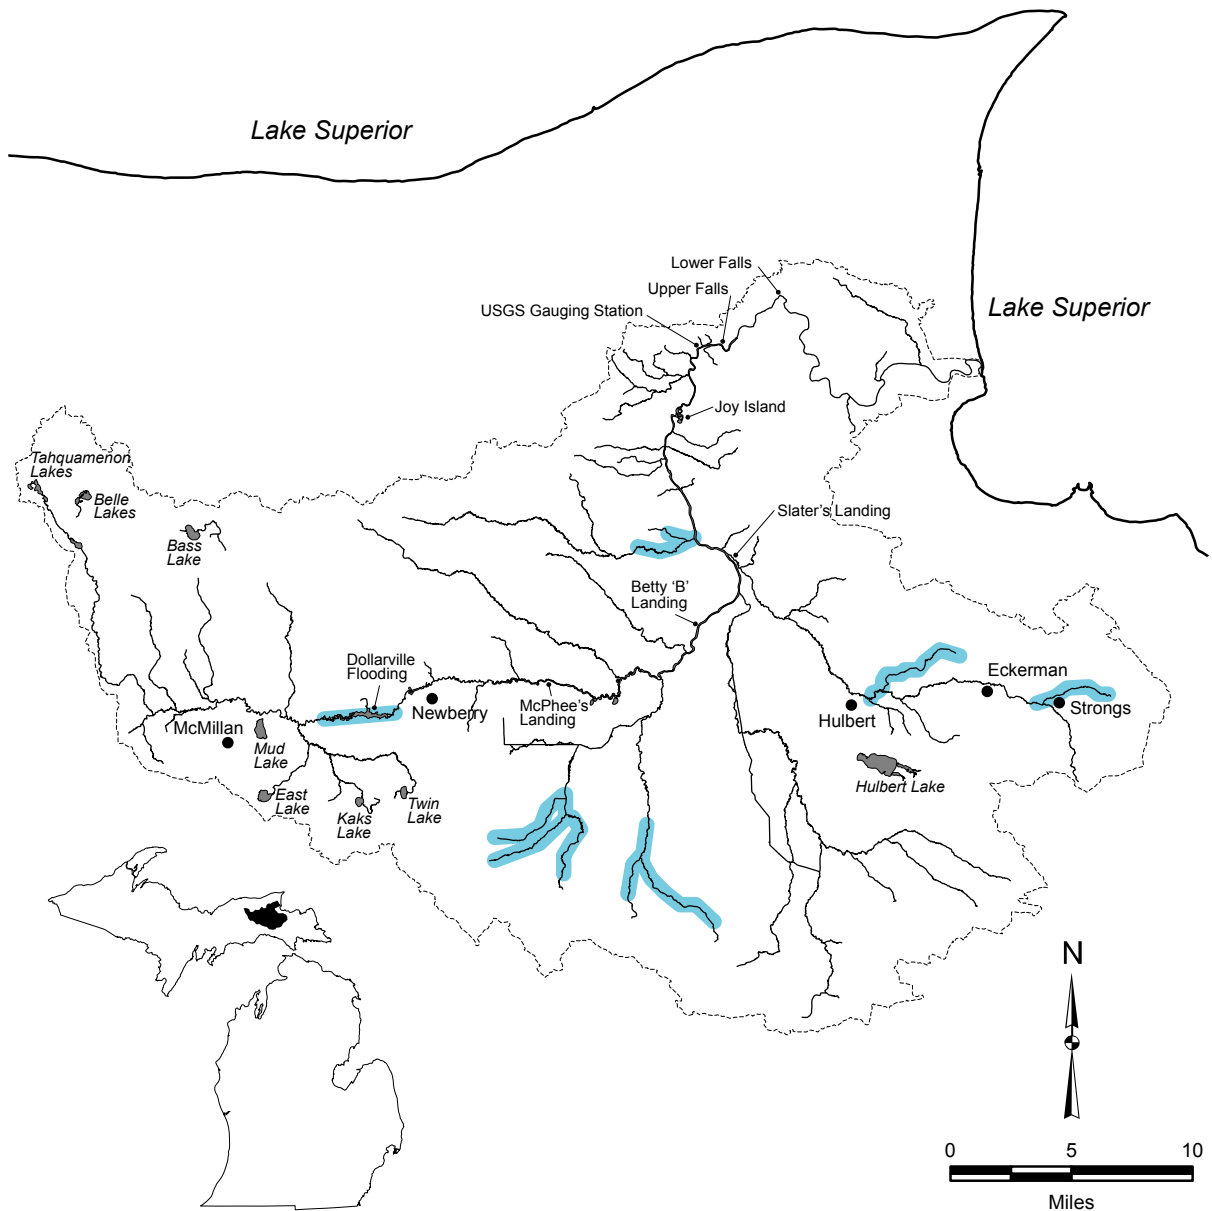 Lake Superior
Lower Falls
Upper Falls
USGS Gauging Station
Lake Superior
Joy Island
Tahquamenon
Lakes
Belle
Lakes
Bass
Lake
Slater's Landing
Betty 'B'
Landing
Dollarville
Flooding
Eckerman
McPhee's
Landing
Newberry
Strongs
Hulbert
McMillan
Mud
Lake
Hulbert Lake
East
Lake
Kaks
Lake
Twin
Lake
N
0 5 10
Miles